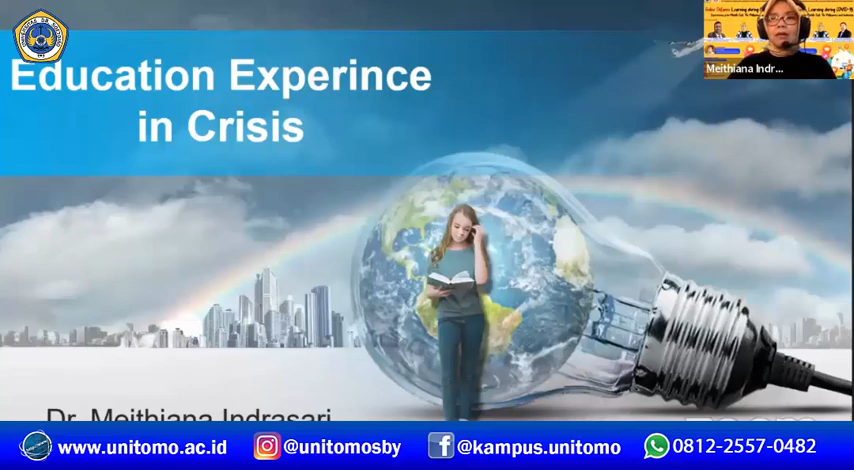 Education Experince
in Crisis
Dr. Meithiana Indrasari
Meithiana Indr...
zoom
www.unitomo.ac.id
@unitomosby
@kampus.unitomo
0812-2557-0482